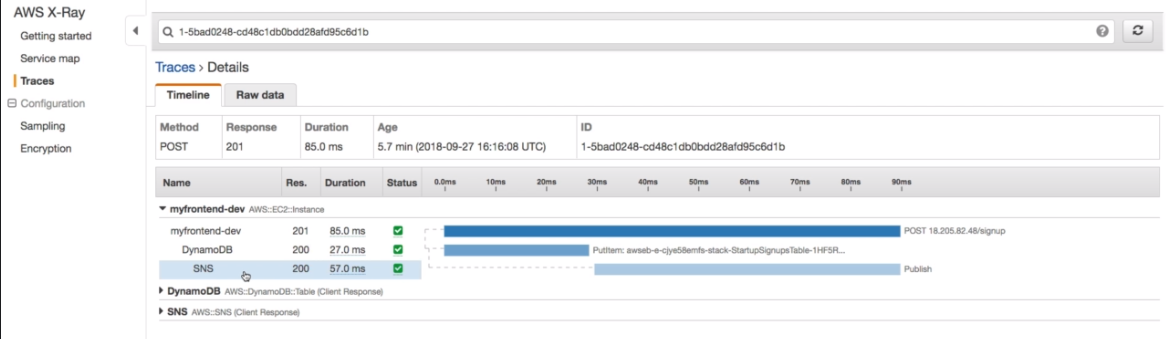 AWS X-Ray
Getting started
Service map
Traces
Configuration
Sampling
Encryption
1-5bad0248-cd48c1db0bdd28afd95c6d1b
Traces > Details
Timeline Raw data
Method Response Duration Age ID
POST 201 85.0 ms 5.7 min (2018-09-27 16:16:08 UTC) 1-5bad0248-cd48c1db0bdd28afd95c6d1b
Name Res. Duration Status 0.0ms 10ms 20ms 30ms 40ms 50ms 60ms 70ms 80ms 90ms
myfrontend-dev AWS::EC2::Instance
myfrontend-dev 201 85.0 ms POST 18.205.82.48/signup
DynamoDB 200 27.0 ms PutItem: awseb-e-cjye58emfs-stack-StartupSignupsTable-1HF5R...
SNS 200 57.0 ms Publish
DynamoDB AWS::DynamoDB::Table (Client Response)
SNS AWS::SNS (Client Response)